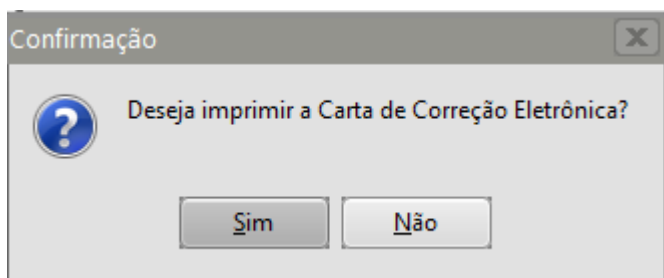 Confirmação
Deseja imprimir a Carta de Correção Eletrônica?
Sim
Não